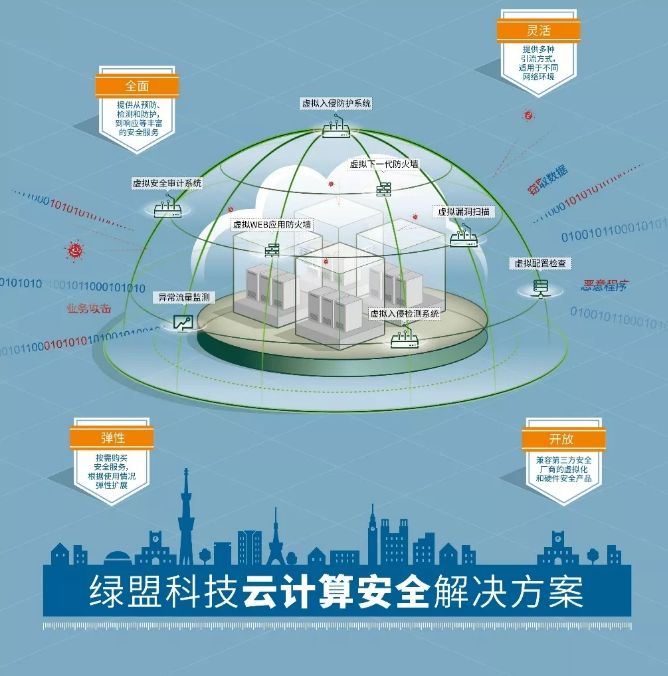 灵活
提供多种
引流方式，
适用于不同
网络环境
全面
提供从预防、
检测和防护，
到响应等丰富
的安全服务
虚拟入侵防护系统
虚拟下一代防火墙
虚拟安全审计系统
虚拟漏洞扫描
虚拟WEB应用防火墙
虚拟配置检查
异常流量监测
虚拟入侵检测系统
窃取数据
恶意程序
业务攻击
弹性
按需购买
安全服务，
根据使用情况
弹性扩展
开放
兼容第三方安全
厂商的虚拟化
和硬件安全产品
绿盟科技云计算安全解决方案